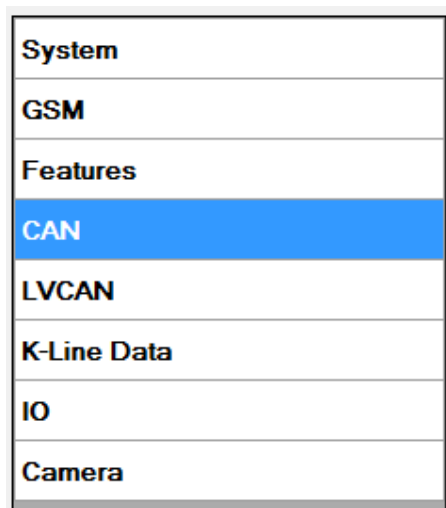 System
GSM
Features
CAN
LVCAN
K-Line Data
IO
Camera